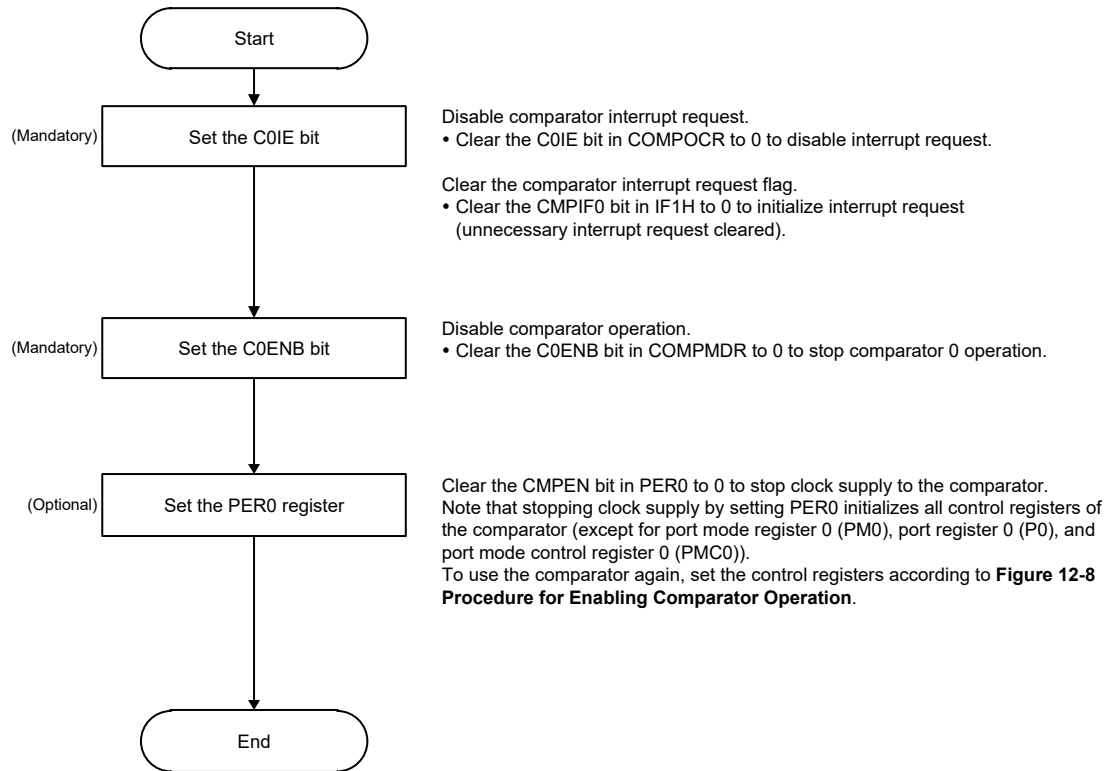 Start
(Mandatory)
Set the C0IE bit
Disable comparator interrupt request.
• Clear the C0IE bit in COMPOCR to 0 to disable interrupt request.
Clear the comparator interrupt request flag.
• Clear the CMPIF0 bit in IF1H to 0 to initialize interrupt request
(unnecessary interrupt request cleared).
(Mandatory)
Set the C0ENB bit
Disable comparator operation.
• Clear the C0ENB bit in COMPMDR to 0 to stop comparator 0 operation.
(Optional)
Set the PER0 register
Clear the CMPEN bit in PER0 to 0 to stop clock supply to the comparator.
Note that stopping clock supply by setting PER0 initializes all control registers of
the comparator (except for port mode register 0 (PM0), port register 0 (P0), and
port mode control register 0 (PMC0)).
To use the comparator again, set the control registers according to Figure 12-8
Procedure for Enabling Comparator Operation.
End